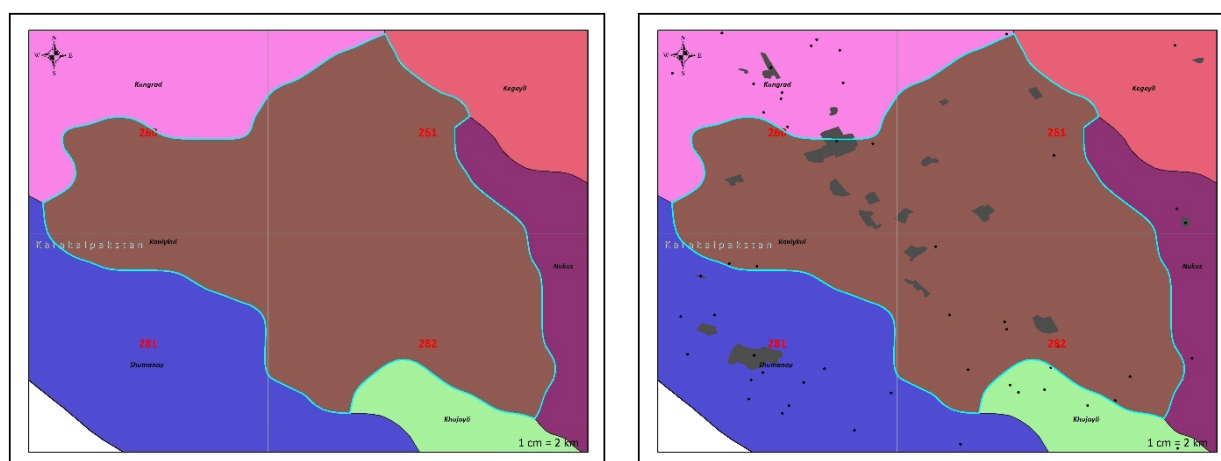 N
W E
S
Kungrad
Kegeyli
260
261
Karakalpakstan
Kanlykul
Nukus
281
282
Shumanay
Khujayli
1 cm = 2 km
N
W E
S
Kungrad
Kegeyli
260
261
Karakalpakstan
Kanlykul
Nukus
281
282
Shumanay
Khujayli
1 cm = 2 km